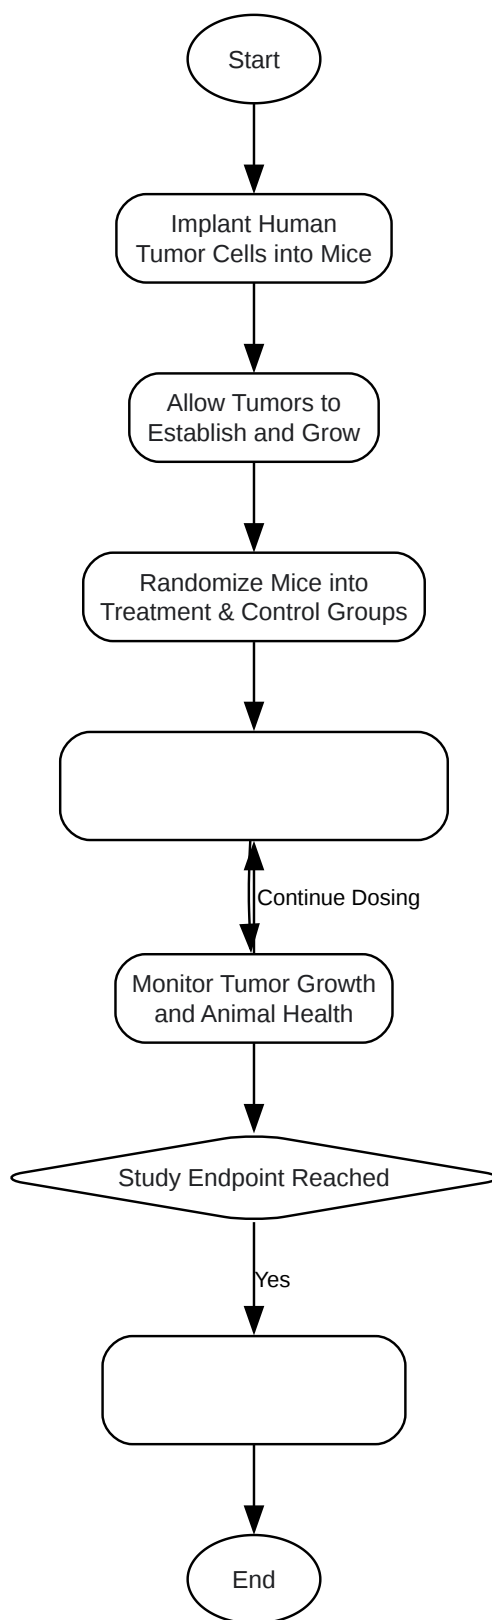 Start
Implant Human
Tumor Cells into Mice
Allow Tumors to
Establish and Grow
Randomize Mice into
Treatment & Control Groups
Continue Dosing
Monitor Tumor Growth
and Animal Health
Study Endpoint Reached
Yes
End